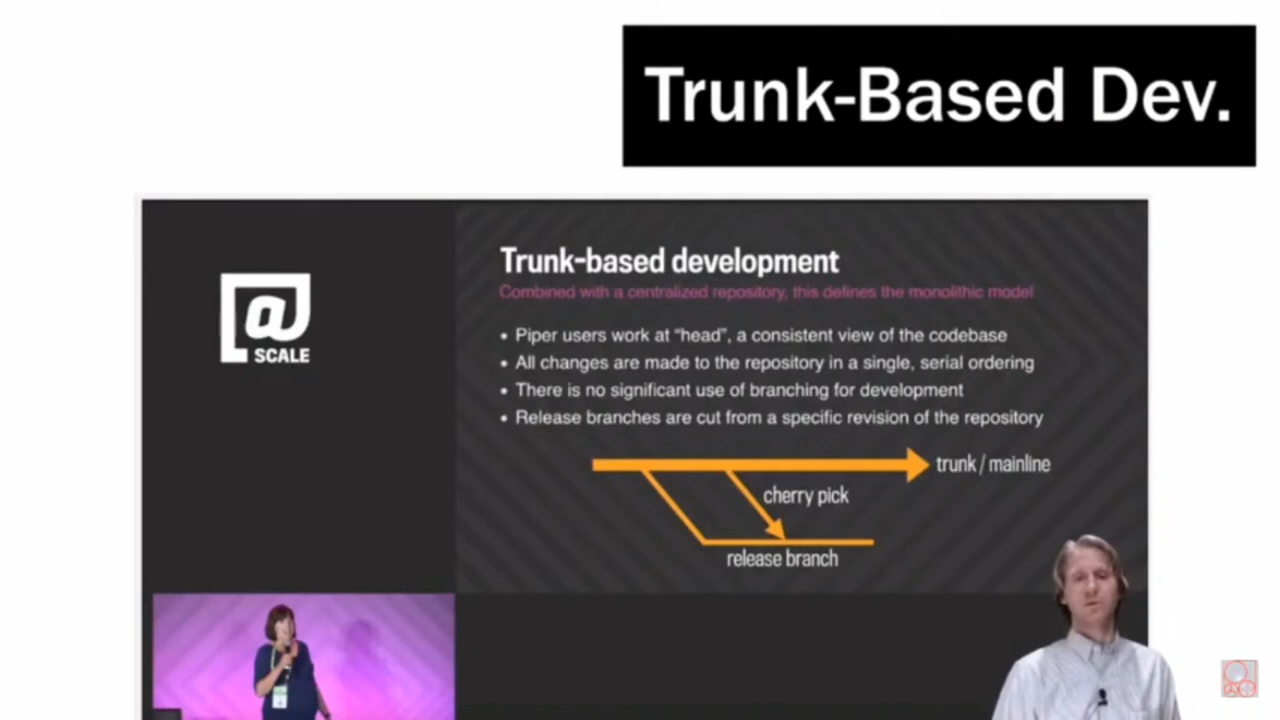 Trunk-Based Dev.
@
SCALE
Trunk-based development
Combined with a centralized repository, this defines the monolithic model
• Piper users work at “head”, a consistent view of the codebase
• All changes are made to the repository in a single, serial ordering
• There is no significant use of branching for development
• Release branches are cut from a specific revision of the repository
trunk / mainline
cherry pick
release branch